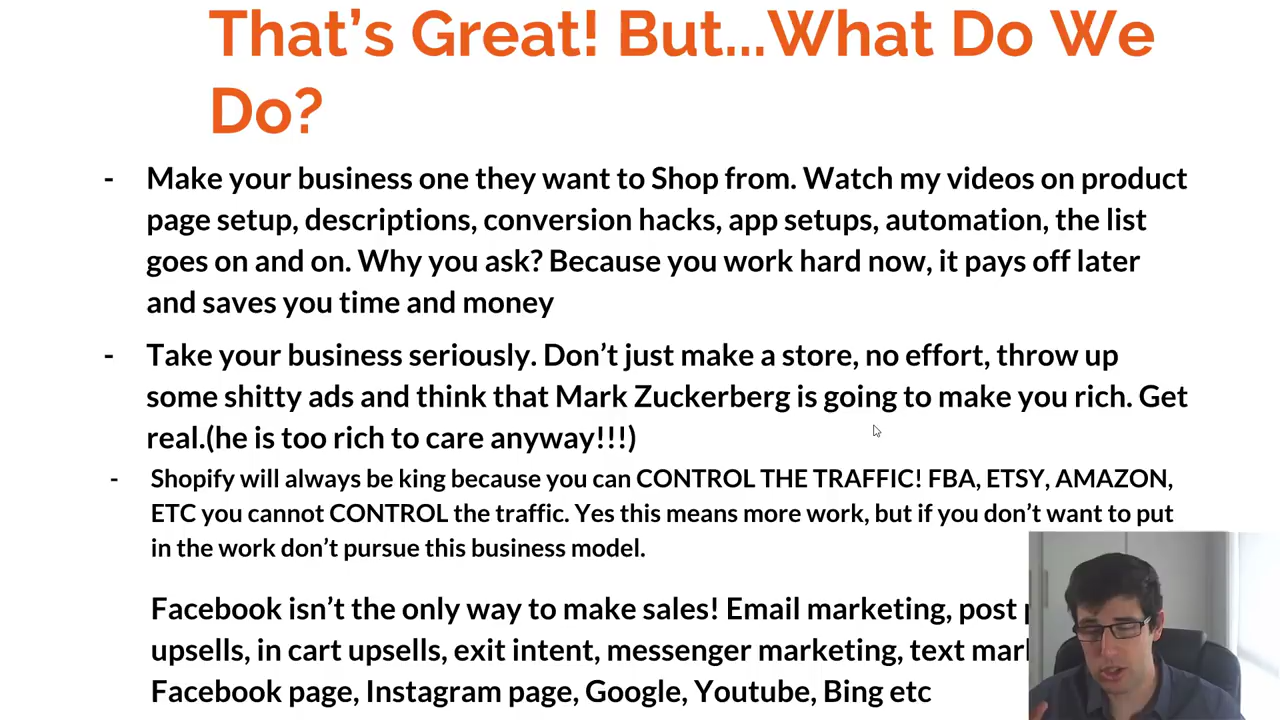 That's Great! But...What Do We
Do?
- Make your business one they want to Shop from. Watch my videos on product
page setup, descriptions, conversion hacks, app setups, automation, the list
goes on and on. Why you ask? Because you work hard now, it pays off later
and saves you time and money
- Take your business seriously. Don't just make a store, no effort, throw up
some shitty ads and think that Mark Zuckerberg is going to make you rich. Get
real.(he is too rich to care anyway!!!)
- Shopify will always be king because you can CONTROL THE TRAFFIC! FBA, ETSY, AMAZON,
ETC you cannot CONTROL the traffic. Yes this means more work, but if you don't want to put
in the work don't pursue this business model.
Facebook isn't the only way to make sales! Email marketing, post
upsells, in cart upsells, exit intent, messenger marketing, text
Facebook page, Instagram page, Google, Youtube, Bing etc